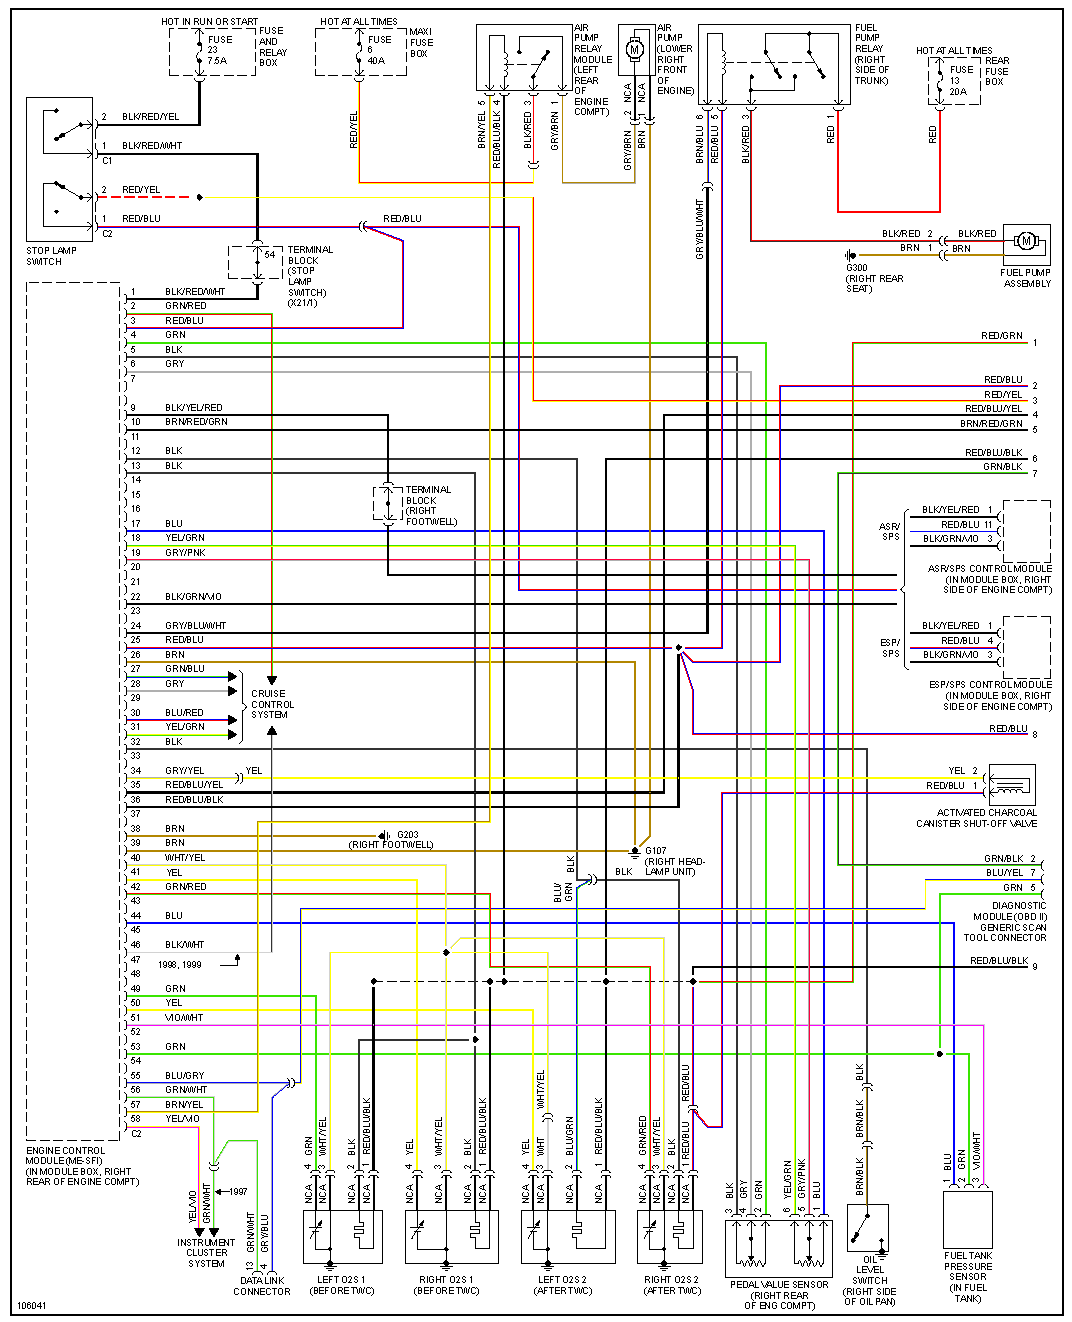 HOT IN RUN OR START
FUSE
23
7.5A
FUSE
AND
RELAY
BOX
HOT AT ALL TIMES
FUSE
6
40A
MAXI
FUSE
BOX
AIR
PUMP
RELAY
MODULE
(LEFT
REAR
OF
ENGINE
COMPT)
AIR
PUMP
(LOWER
RIGHT
FRONT
OF
ENGINE)
M
FUEL
PUMP
RELAY
(RIGHT
SIDE OF
TRUNK)
HOT AT ALL TIMES
FUSE
13
20A
REAR
FUSE
BOX
2 BLK/RED/YEL
1 BLK/RED/WHT
C1
2 RED/YEL
1 RED/BLU
C2
STOP LAMP
SWITCH
RED/YEL
RED/BLU
BRN/YEL 5
RED/BLU/BLK 4
BLK/RED 3
GRY/BRN 1
GRY/BRN 2 NCA
BRN 1 NCA
BRN/BLU 6
RED/BLU 5
BLK/RED 3
RED 1
RED
GRY/BLU/WHT
54
TERMINAL
BLOCK
(STOP
LAMP
SWITCH)
(X21/1)
BLK/RED 2 BLK/RED
BRN 1 BRN
M
G300
(RIGHT REAR
SEAT)
FUEL PUMP
ASSEMBLY
1 BLK/RED/WHT
2 GRN/RED
3 RED/BLU
4 GRN
5 BLK
6 GRY
7
9 BLK/YEL/RED
10 BRN/RED/GRN
11
12 BLK
13 BLK
14
15
16
17 BLU
18 YEL/GRN
19 GRY/PNK
20
21
22 BLK/GRN/VIO
23
24 GRY/BLU/WHT
25 RED/BLU
26 BRN
27 GRN/BLU
28 GRY
29
30 BLU/RED
31 YEL/GRN
32 BLK
33
34 GRY/YEL YEL
35 RED/BLU/YEL
36 RED/BLU/BLK
37
38 BRN
39 BRN
40 WHT/YEL
41 YEL
42 GRN/RED
43
44 BLU
45
46 BLK/WHT
47
48
49 GRN
50 YEL
51 VIO/WHT
52
53 GRN
54
55 BLU/GRY
56 GRN/WHT
57 BRN/YEL
58 YEL/VIO
C2
ENGINE CONTROL
MODULE (ME-SFI)
(IN MODULE BOX, RIGHT
REAR OF ENGINE COMPT)
TERMINAL
BLOCK
(RIGHT
FOOTWELL)
CRUISE
CONTROL
SYSTEM
G203
(RIGHT FOOTWELL)
G107
(RIGHT HEAD-
LAMP UNIT)
1998, 1999
1997
RED/GRN 1
RED/BLU 2
RED/YEL 3
RED/BLU/YEL 4
BRN/RED/GRN 5
RED/BLU/BLK 6
GRN/BLK 7
ASR/
SPS
BLK/YEL/RED 1
RED/BLU 11
BLK/GRN/VIO 3
ASR/SPS CONTROL MODULE
(IN MODULE BOX, RIGHT
SIDE OF ENGINE COMPT)
ESP/
SPS
BLK/YEL/RED 1
RED/BLU 4
BLK/GRN/VIO 3
ESP/SPS CONTROL MODULE
(IN MODULE BOX, RIGHT
SIDE OF ENGINE COMPT)
RED/BLU 8
YEL 2
RED/BLU 1
ACTIVATED CHARCOAL
CANISTER SHUT-OFF VALVE
GRN/BLK 2
BLU/YEL 7
GRN 5
DIAGNOSTIC
MODULE (OBD II)
GENERIC SCAN
TOOL CONNECTOR
RED/BLU/BLK 9
BLK
BLU/
GRN
BLK
YEL/VIO
GRN/WHT
INSTRUMENT
CLUSTER
SYSTEM
13 GRN/WHT
4 GRY/BLU
DATA LINK
CONNECTOR
4 GRN
3 WHT/YEL
2 BLK
1 RED/BLU/BLK
NCA
NCA
NCA
NCA
LEFT O2S 1
(BEFORE TWC)
4 YEL
3 WHT/YEL
2 BLK
1 RED/BLU/BLK
NCA
NCA
NCA
NCA
RIGHT O2S 1
(BEFORE TWC)
WHT/YEL
4 YEL
3 WHT
2 BLU/GRN
1 RED/BLU/BLK
LEFT O2S 2
(AFTER TWC)
RED/BLU
4 GRN/RED
3 WHT/YEL
2 BLK
1 RED/BLU
NCA
NCA
NCA
NCA
RIGHT O2S 2
(AFTER TWC)
3 BLK
4 GRY
2 GRN
6 YEL/GRN
5 GRY/PNK
1 BLU
PEDAL VALUE SENSOR
(RIGHT REAR
OF ENG COMPT)
BLK
BRN/BLK
BRN/BLK
OIL
LEVEL
SWITCH
(RIGHT SIDE
OF OIL PAN)
1 BLU
2 GRN
3 VIO/WHT
FUEL TANK
PRESSURE
SENSOR
(IN FUEL
TANK)
106041